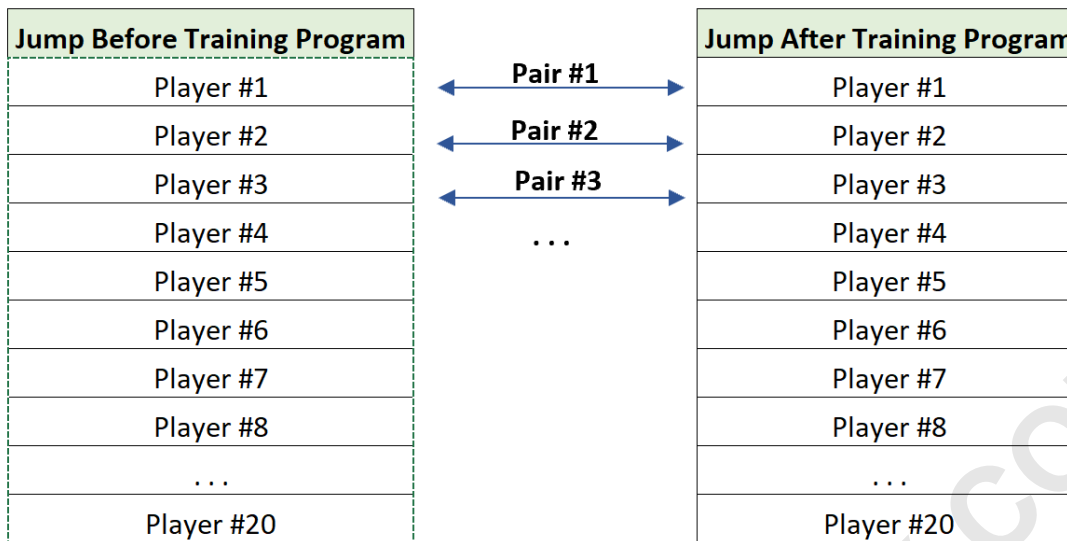 Jump Before Training Program
Player #1
Player #2
Player #3
Player #4
Player #5
Player #6
Player #7
Player #8
. . .
Player #20
Pair #1
Pair #2
Pair #3
. . .
Jump After Training Program
Player #1
Player #2
Player #3
Player #4
Player #5
Player #6
Player #7
Player #8
. . .
Player #20